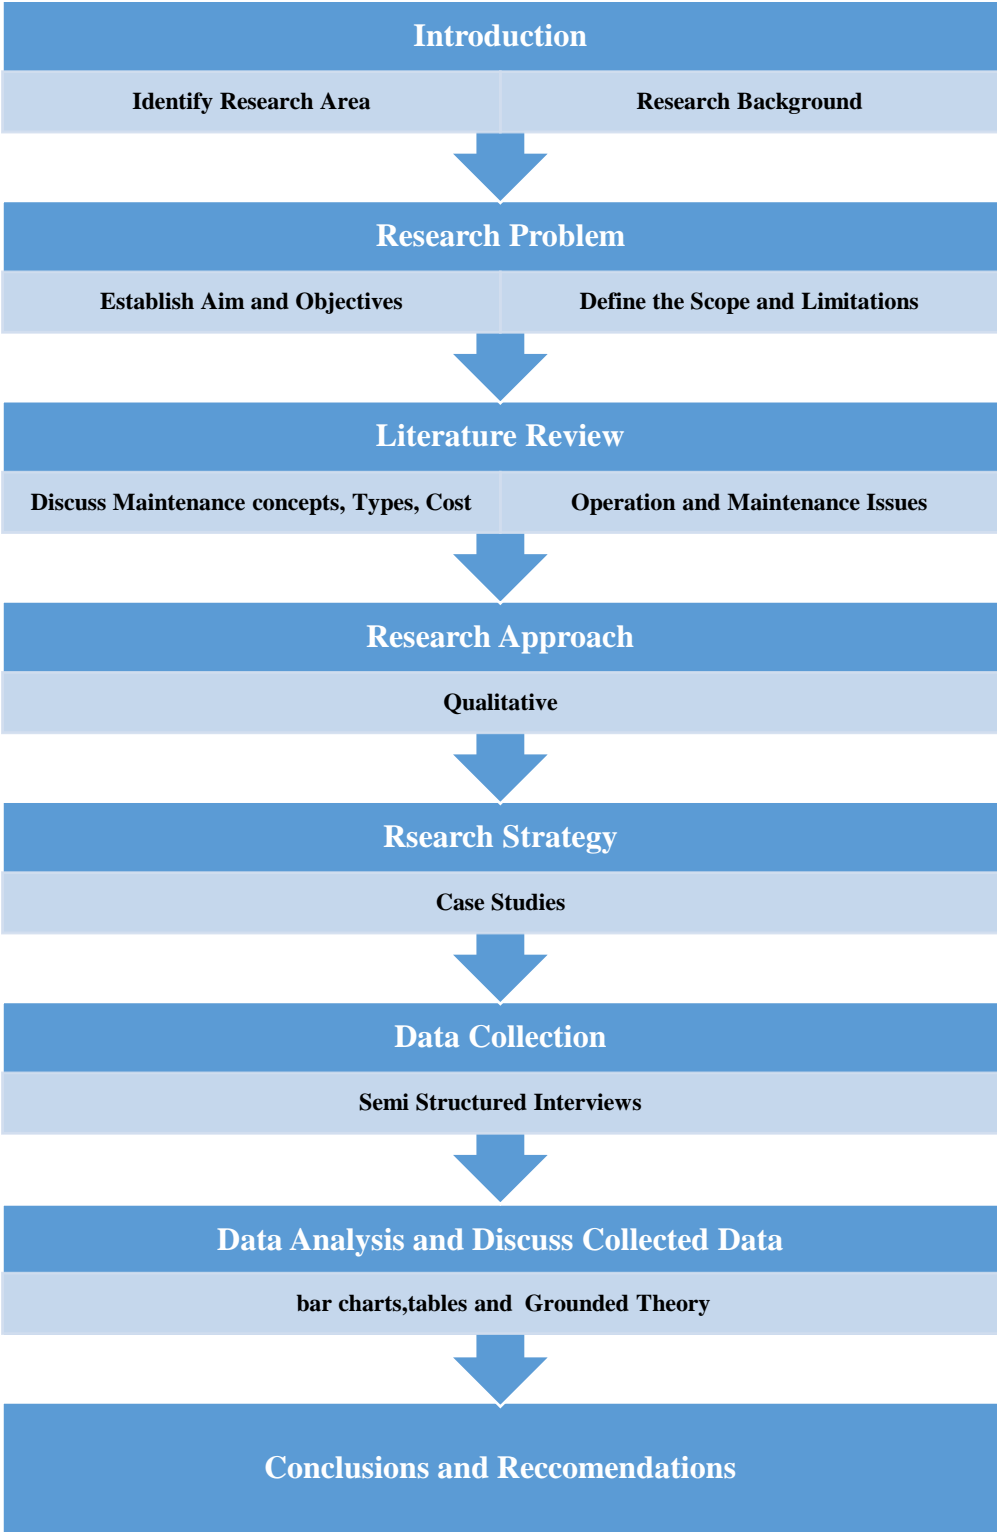 Introduction
Identify Research Area
Research Background
Research Problem
Establish Aim and Objectives
Define the Scope and Limitations
Literature Review
Discuss Maintenance concepts, Types, Cost
Operation and Maintenance Issues
Research Approach
Qualitative
Rsearch Strategy
Case Studies
Data Collection
Semi Structured Interviews
Data Analysis and Discuss Collected Data
bar charts,tables and  Grounded Theory
Conclusions and Reccomendations